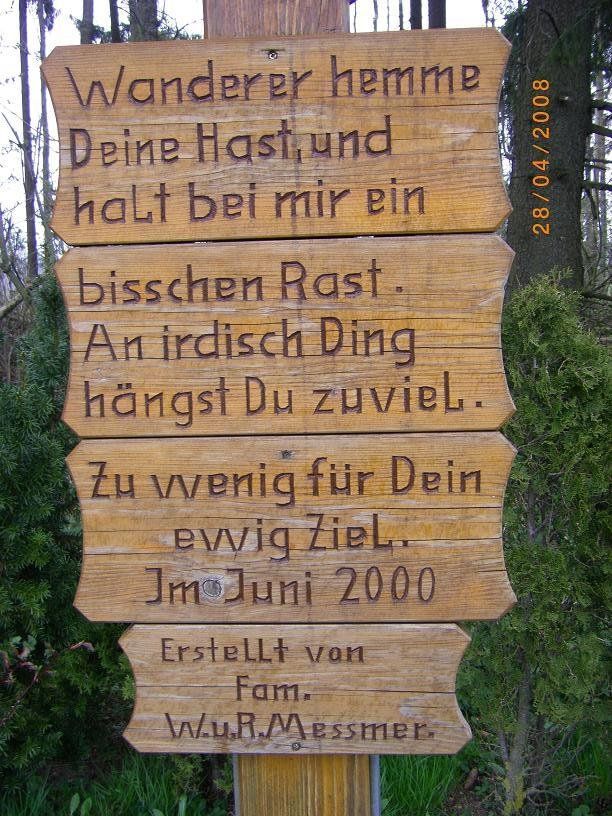 Wanderer hemme
Deine Hast, und
halt bei mir ein
bisschen Rast.
An irdisch Ding
hängst Du zuviel.
Zu wenig für Dein
ewig Ziel.
Im Juni 2000
Erstellt von
Fam.
W.u.R.Messmer.
28/04/2008